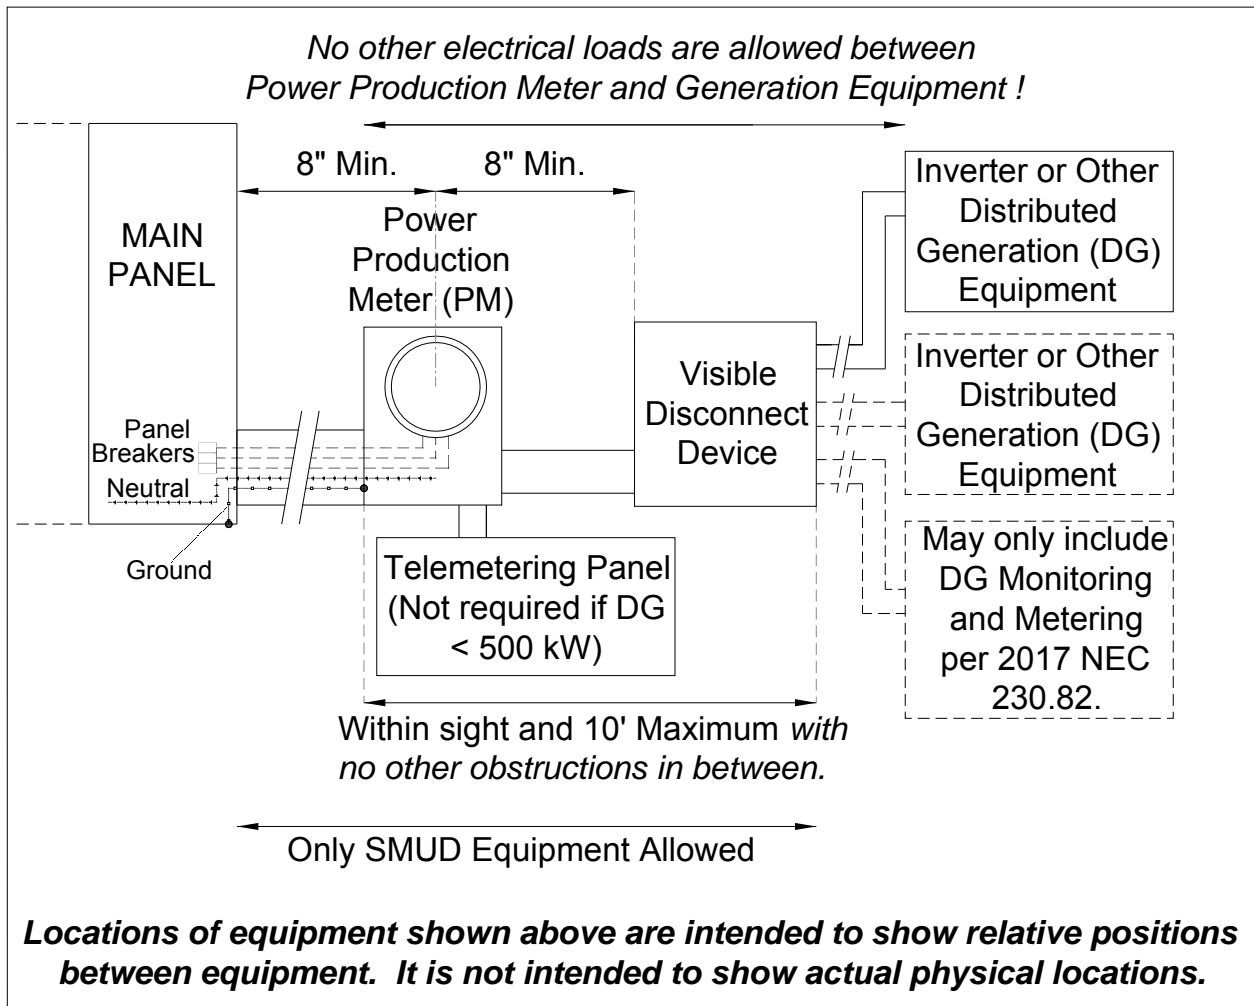 No other electrical loads are allowed between
Power Production Meter and Generation Equipment !
8" Min.
8" Min.
MAIN
PANEL
Power
Production
Meter (PM)
Panel
Breakers
Neutral
Ground
Visible
Disconnect
Device
Inverter or Other
Distributed
Generation (DG)
Equipment
Inverter or Other
Distributed
Generation (DG)
Equipment
May only include
DG Monitoring
and Metering
per 2017 NEC
230.82.
Telemetering Panel
(Not required if DG
< 500 kW)
Within sight and 10' Maximum with
no other obstructions in between.
Only SMUD Equipment Allowed
Locations of equipment shown above are intended to show relative positions
between equipment.  It is not intended to show actual physical locations.